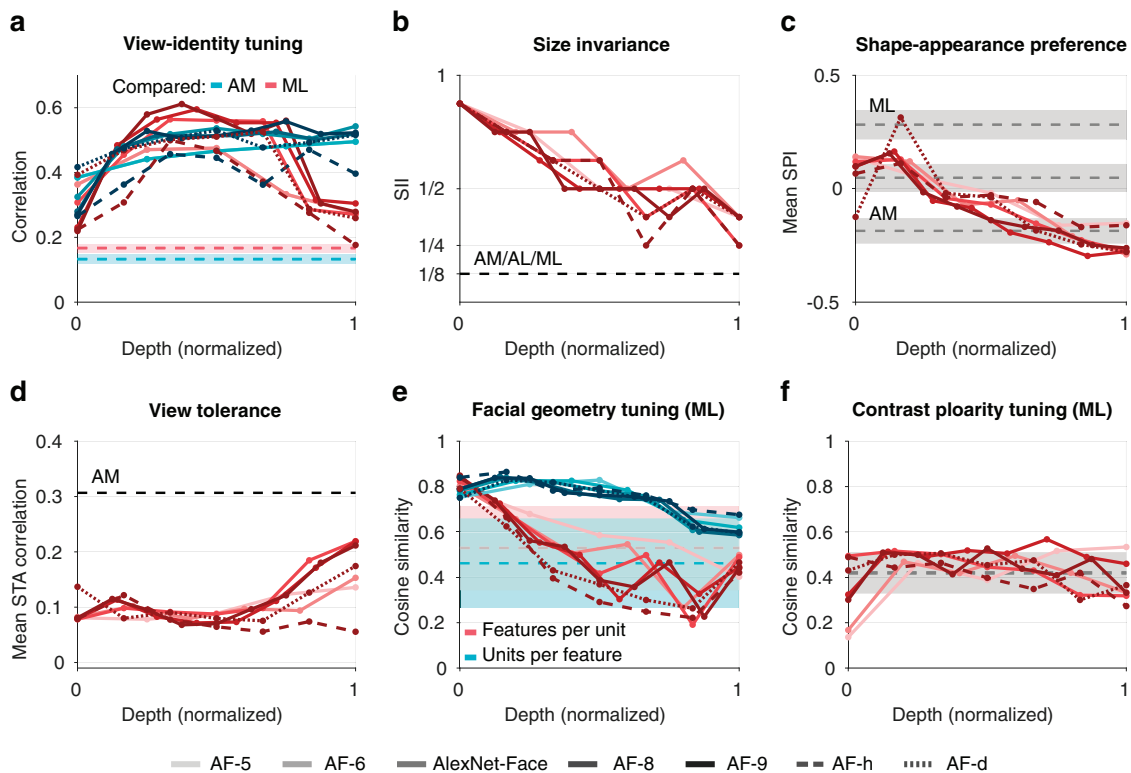 a
View-identity tuning
Compared: AM ML
Correlation
0.6
0.4
0.2
0
0
1
Depth (normalized)
b
Size invariance
SII
1
1/2
1/4
1/8
AM/AL/ML
0
1
Depth (normalized)
c
Shape-appearance preference
Mean SPI
0.5
0
-0.5
ML
AM
0
1
Depth (normalized)
d
View tolerance
Mean STA correlation
0.4
0.3
0.2
0.1
0
AM
0
1
Depth (normalized)
e
Facial geometry tuning (ML)
Cosine similarity
1
0.8
0.6
0.4
0.2
0
Features per unit
Units per feature
0
1
Depth (normalized)
f
Contrast ploarity tuning (ML)
Cosine similarity
1
0.8
0.6
0.4
0.2
0
0
1
Depth (normalized)
AF-5 AF-6 AlexNet-Face AF-8 AF-9 AF-h AF-d